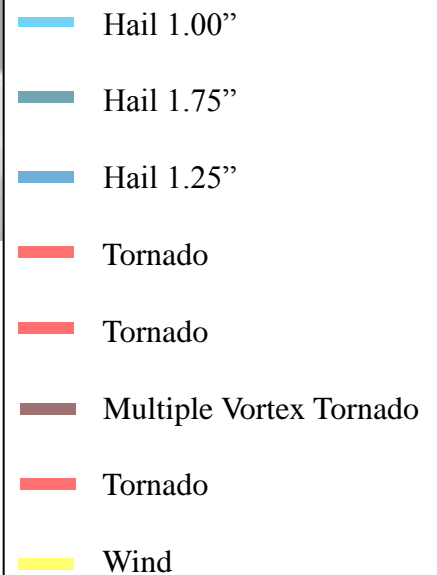 Hail 1.00”
Hail 1.75”
Hail 1.25”
Tornado
Tornado
Multiple Vortex Tornado
Tornado
Wind